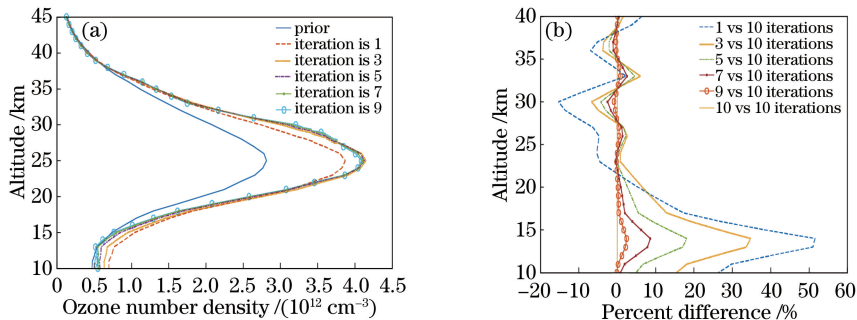 (a)
prior
iteration is 1
iteration is 3
iteration is 5
iteration is 7
iteration is 9
Altitude /km
45
40
35
30
25
20
15
10
0 0.5 1.0 1.5 2.0 2.5 3.0 3.5 4.0 4.5
Ozone number density /(10¹² cm⁻³)
(b)
1 vs 10 iterations
3 vs 10 iterations
5 vs 10 iterations
7 vs 10 iterations
9 vs 10 iterations
10 vs 10 iterations
Altitude /km
40
35
30
25
20
15
10
−20 −10 0 10 20 30 40 50 60
Percent difference /%